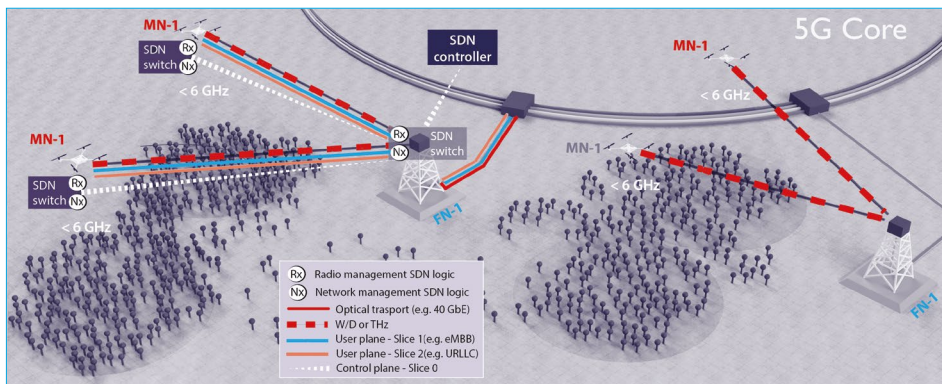 5G Core
MN-1
SDN
switch
Rx
Nx
< 6 GHz
SDN
controller
MN-1
< 6 GHz
MN-1
SDN
switch
Rx
Nx
< 6 GHz
Rx
Nx
SDN
switch
FN-1
MN-1
< 6 GHz
FN-1
Rx Radio management SDN logic
Nx Network management SDN logic
Optical trasport (e.g. 40 GbE)
W/D or THz
User plane - Slice 1(e.g. eMBB)
User plane - Slice 2(e.g. URLLC)
Control plane - Slice 0